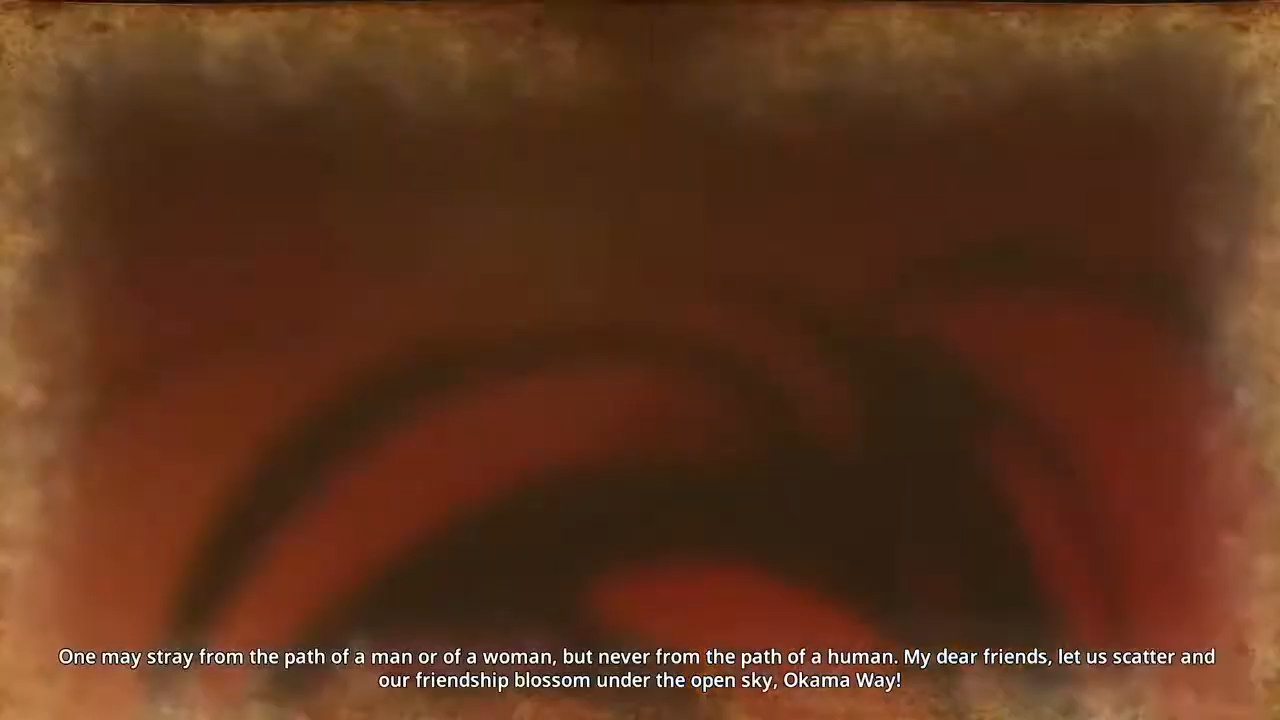 One may stray from the path of a man or of a woman, but never from the path of a human. My dear friends, let us scatter and
our friendship blossom under the open sky, Okama Way!